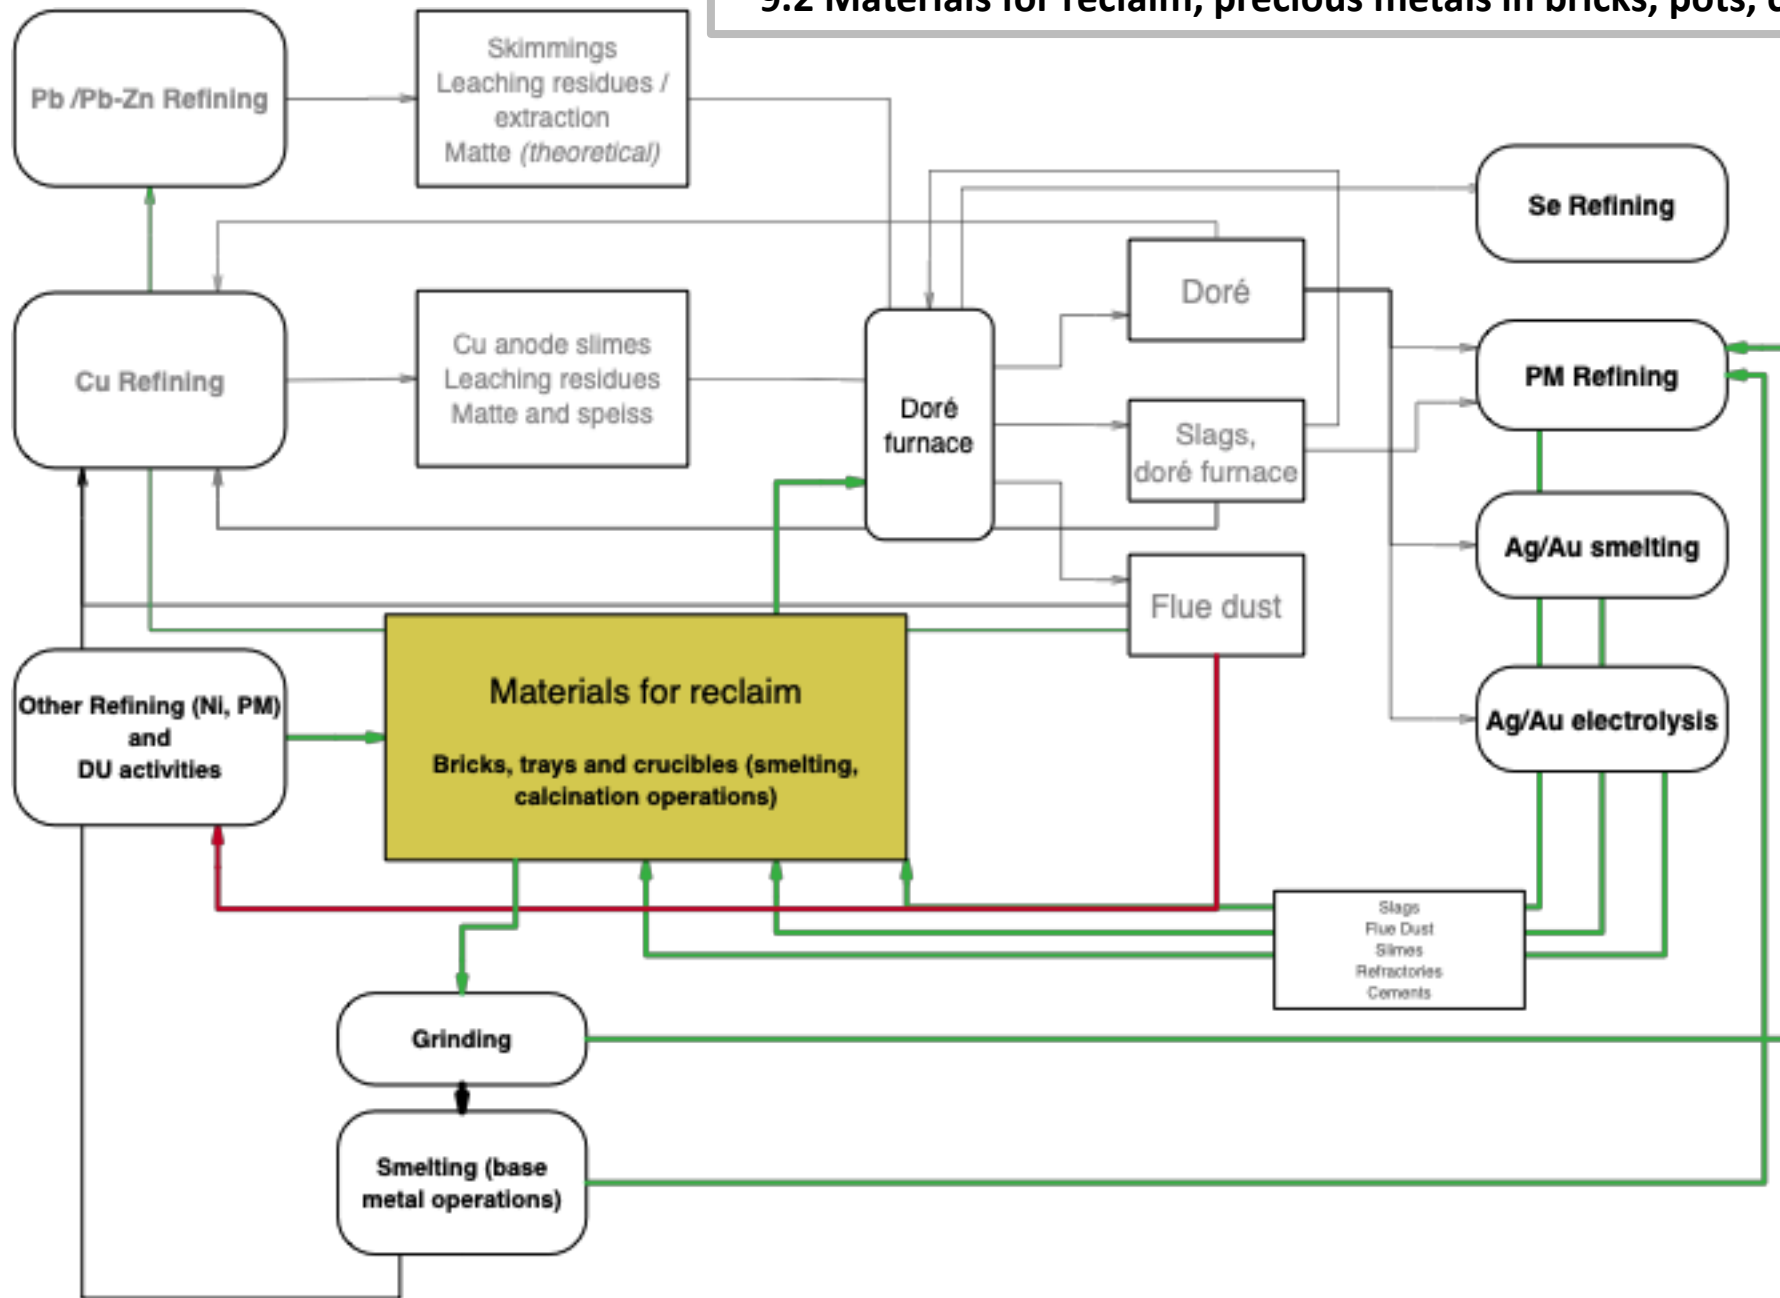 9.2 Materials for reclaim, precious metals in bricks, pots,
Pb /Pb-Zn Refining
Skimmings
Leaching residues /
extraction
Matte (theoretical)
Se Refining
Doré
Cu Refining
Cu anode slimes
Leaching residues
Matte and speiss
Doré
furnace
PM Refining
Slags,
doré furnace
Ag/Au smelting
Flue dust
Other Refining (Ni, PM)
and
DU activities
Materials for reclaim
Bricks, trays and crucibles (smelting,
calcination operations)
Ag/Au electrolysis
Slags
Flue Dust
Slimes
Refractories
Cements
Grinding
Smelting (base
metal operations)